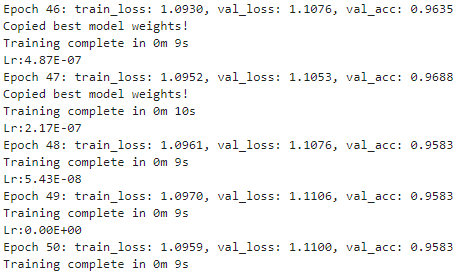 Epoch 46: train_loss: 1.0930, val_loss: 1.1076, val_acc: 0.9635
Copied best model weights!
Training complete in 0m 9s
Lr:4.87E-07
Epoch 47: train_loss: 1.0952, val_loss: 1.1053, val_acc: 0.9688
Copied best model weights!
Training complete in 0m 10s
Lr:2.17E-07
Epoch 48: train_loss: 1.0961, val_loss: 1.1076, val_acc: 0.9583
Training complete in 0m 9s
Lr:5.43E-08
Epoch 49: train_loss: 1.0970, val_loss: 1.1106, val_acc: 0.9583
Training complete in 0m 9s
Lr:0.00E+00
Epoch 50: train_loss: 1.0959, val_loss: 1.1100, val_acc: 0.9583
Training complete in 0m 9s